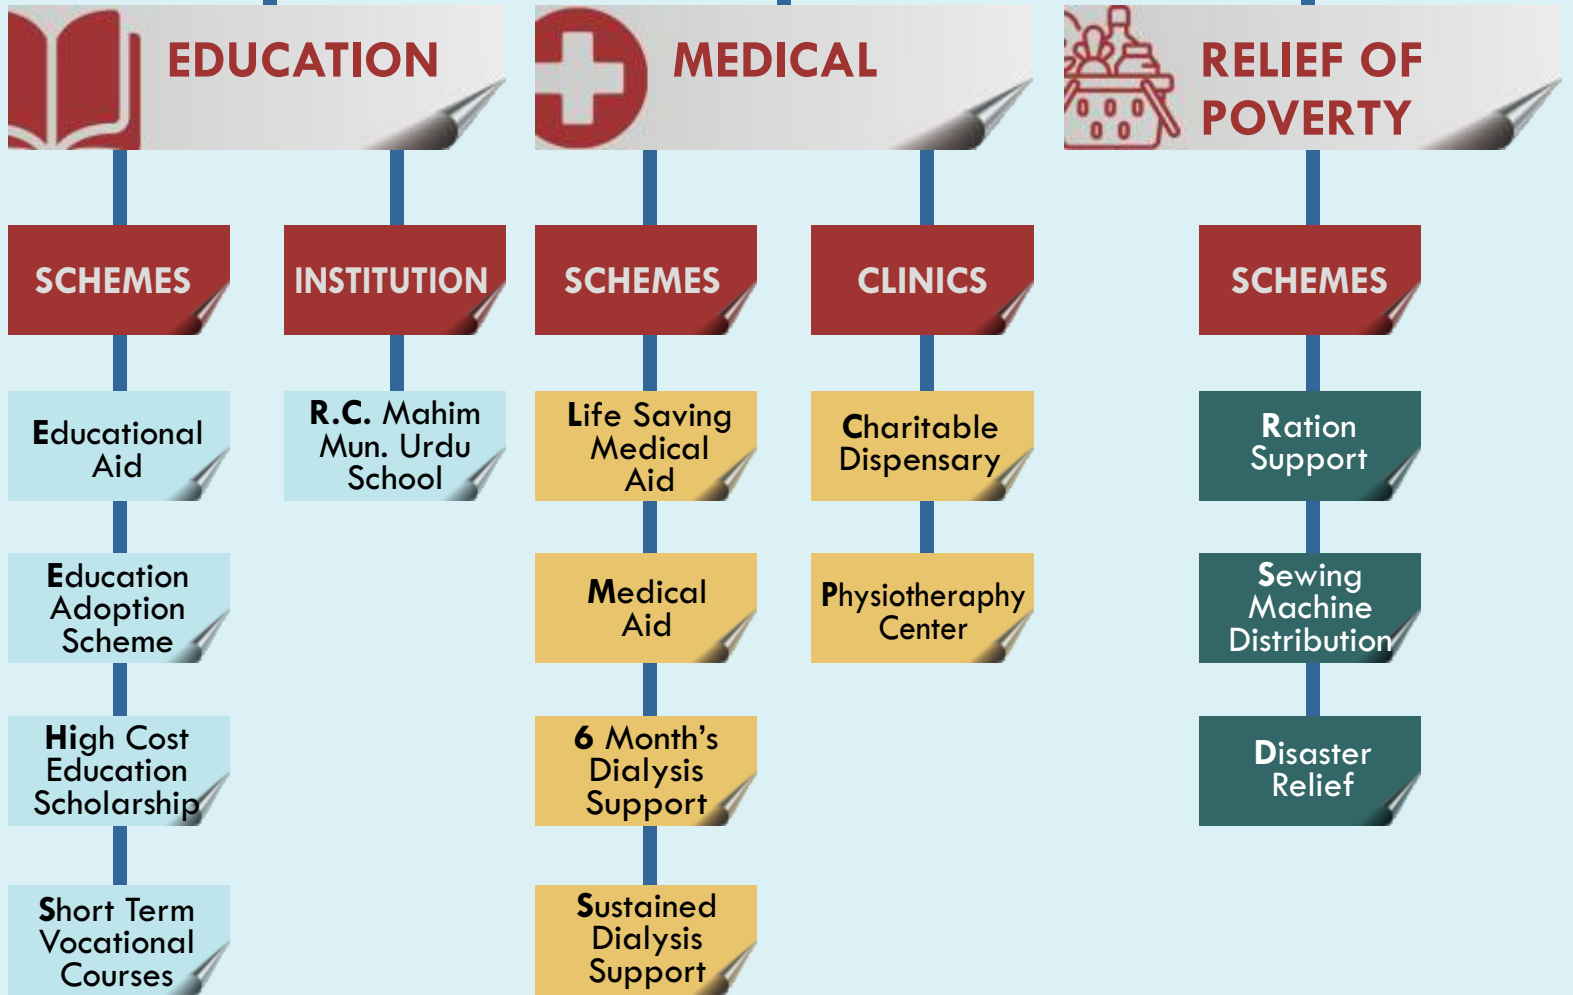 EDUCATION
MEDICAL
RELIEF OF
POVERTY
SCHEMES
INSTITUTION
SCHEMES
CLINICS
SCHEMES
Educational
Aid
Education
Adoption
Scheme
High Cost
Education
Scholarship
Short Term
Vocational
Courses
R.C. Mahim
Mun. Urdu
School
Life Saving
Medical
Aid
Medical
Aid
6 Month’s
Dialysis
Support
Sustained
Dialysis
Support
Charitable
Dispensary
Physiotheraphy
Center
Ration
Support
Sewing
Machine
Distribution
Disaster
Relief